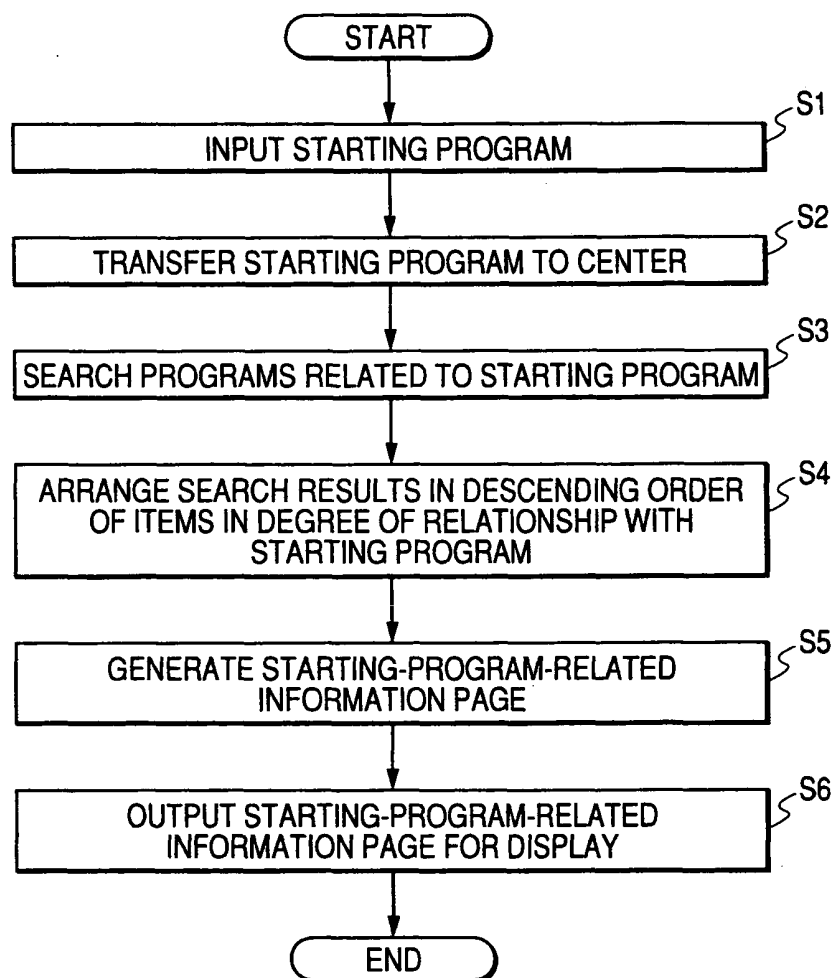 START
S1
INPUT STARTING PROGRAM
S2
TRANSFER STARTING PROGRAM TO CENTER
S3
SEARCH PROGRAMS RELATED TO STARTING PROGRAM
S4
ARRANGE SEARCH RESULTS IN DESCENDING ORDER
OF ITEMS IN DEGREE OF RELATIONSHIP WITH
STARTING PROGRAM
S5
GENERATE STARTING-PROGRAM-RELATED
INFORMATION PAGE
S6
OUTPUT STARTING-PROGRAM-RELATED
INFORMATION PAGE FOR DISPLAY
END